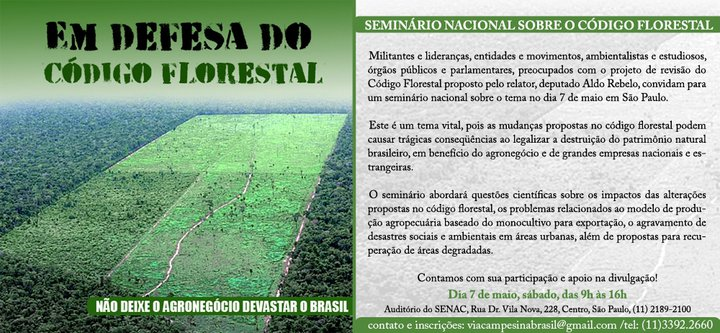 EM DEFESA DO
CÓDIGO FLORESTAL
NÃO DEIXE O AGRONEGÓCIO DEVASTAR O BRASIL
SEMINÁRIO NACIONAL SOBRE O CÓDIGO FLORESTAL
Militantes e lideranças, entidades e movimentos, ambientalistas e estudiosos,
órgãos públicos e parlamentares, preocupados com o projeto de revisão do
Código Florestal proposto pelo relator, deputado Aldo Rebelo, convidam para
um seminário nacional sobre o tema no dia 7 de maio em São Paulo.
Este é um tema vital, pois as mudanças propostas no código florestal podem
causar trágicas conseqüências ao legalizar a destruição do patrimônio natural
brasileiro, em benefício do agronegócio e de grandes empresas nacionais e es-
trangeiras.
O seminário abordará questões científicas sobre os impactos das alterações
propostas no código florestal, os problemas relacionados ao modelo de produ-
ção agropecuária baseado do monocultivo para exportação, o agravamento de
desastres sociais e ambientais em áreas urbanas, além de propostas para recu-
peração de áreas degradadas.
Contamos com sua participação e apoio na divulgação!
Dia 7 de maio, sábado, das 9h às 16h
Auditório do SENAC, Rua Dr. Vila Nova, 228, Centro, São Paulo, (11) 2189-2100
contato e inscrições: viacampesinabrasil@gmail.com /tel: (11)3392.2660